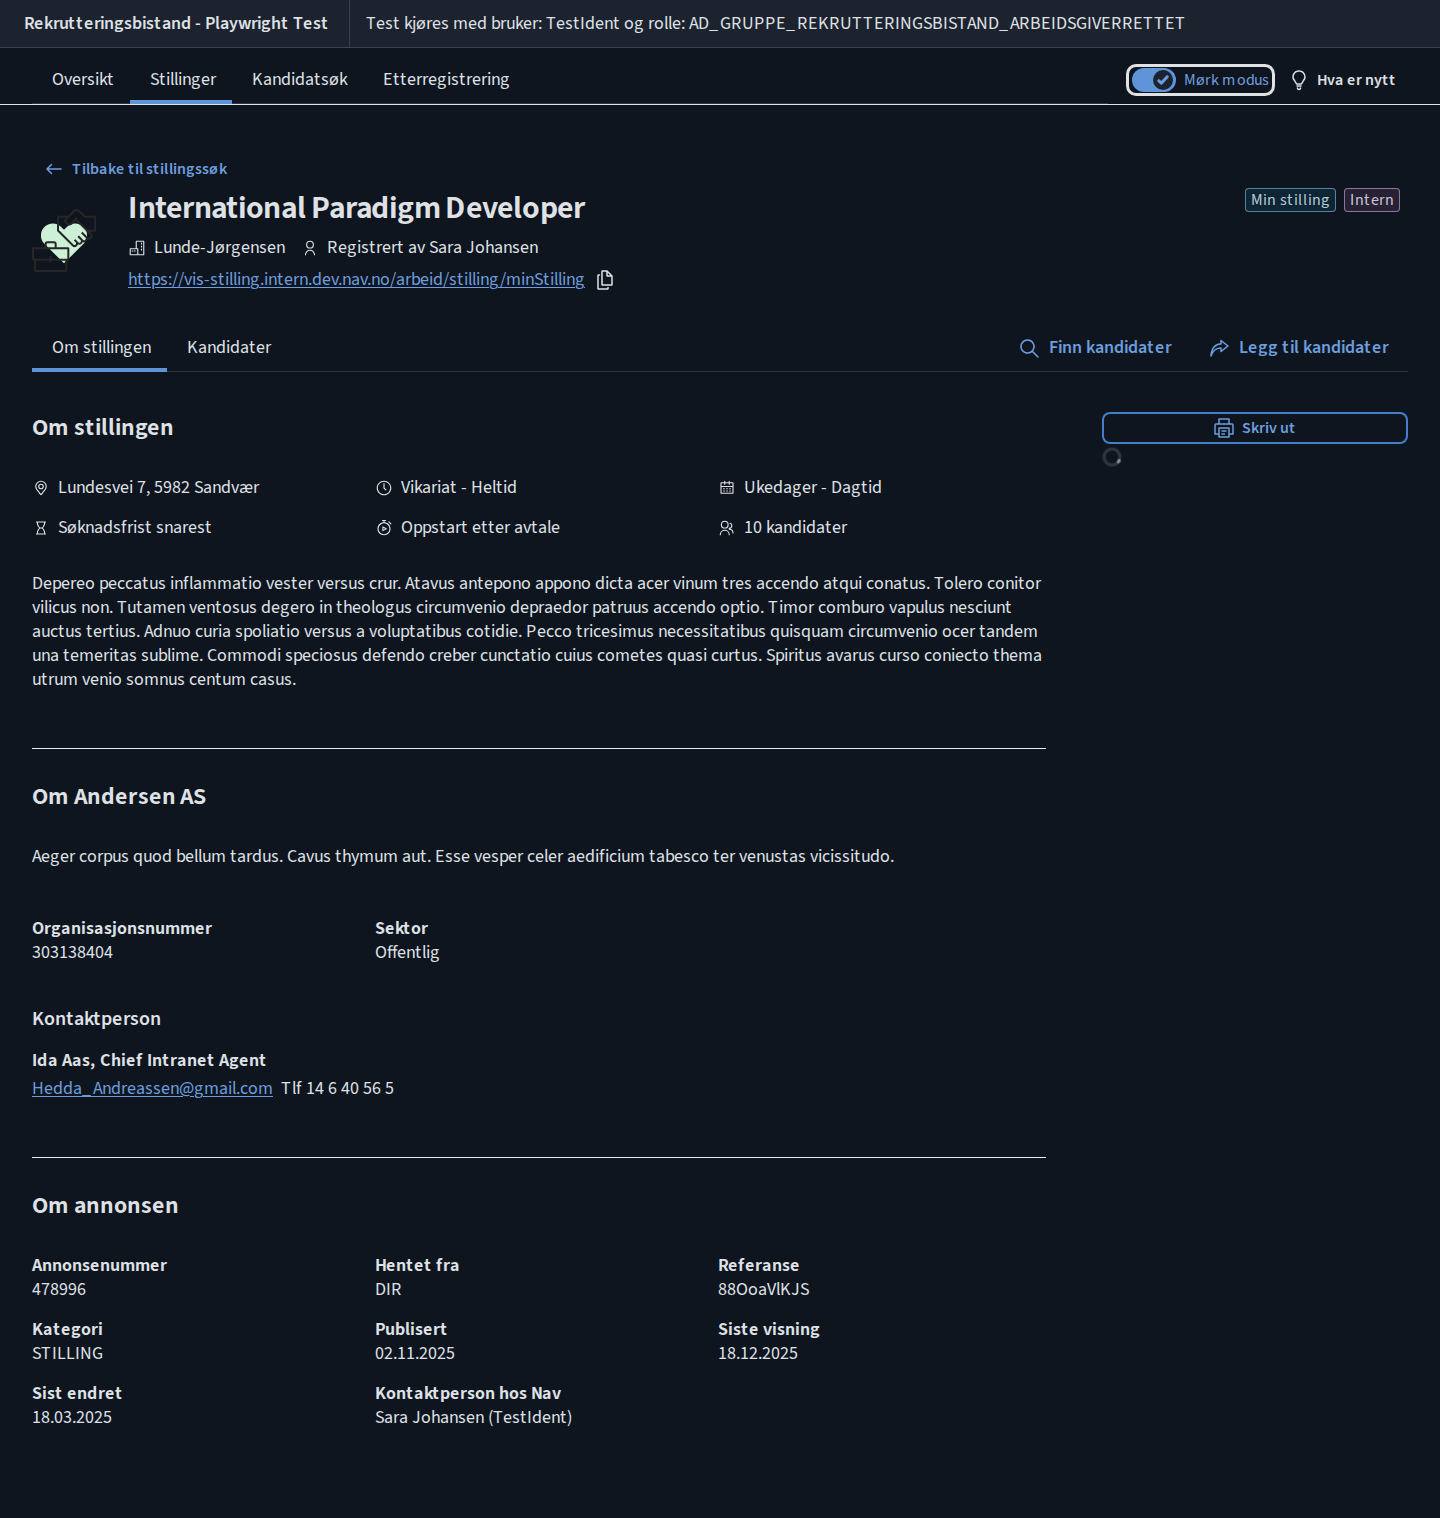 Rekrutteringsbistand - Playwright Test
Test kjøres med bruker: TestIdent og rolle: AD_GRUPPE_REKRUTTERINGSBISTAND_ARBEIDSGIVERRETTET
Oversikt
Stillinger
Kandidatsøk
Etterregistrering
Mørk modus
Hva er nytt
Tilbake til stillingssøk
International Paradigm Developer
Min stilling
Intern
Lunde-Jørgensen
Registrert av Sara Johansen
https://vis-stilling.intern.dev.nav.no/arbeid/stilling/minStilling
Om stillingen
Kandidater
Finn kandidater
Legg til kandidater
Om stillingen
Skriv ut
Lundesvei 7, 5982 Sandvær
Vikariat - Heltid
Ukedager - Dagtid
Søknadsfrist snarest
Oppstart etter avtale
10 kandidater
Depereo peccatus inflammatio vester versus crur. Atavus antepono appono dicta acer vinum tres accendo atqui conatus. Tolero conitor
vilicus non. Tutamen ventosus degero in theologus circumvenio depraedor patruus accendo optio. Timor comburo vapulus nesciunt
auctus tertius. Adnuo curia spoliatio versus a voluptatibus cotidie. Pecco tricesimus necessitatibus quisquam circumvenio ocer tandem
una temeritas sublime. Commodi speciosus defendo creber cunctatio cuius cometes quasi curtus. Spiritus avarus curso coniecto thema
utrum venio somnus centum casus.
Om Andersen AS
Aeger corpus quod bellum tardus. Cavus thymum aut. Esse vesper celer aedificium tabesco ter venustas vicissitudo.
Organisasjonsnummer
303138404
Sektor
Offentlig
Kontaktperson
Ida Aas, Chief Intranet Agent
Hedda_Andreassen@gmail.com Tlf 14 6 40 56 5
Om annonsen
Annonsenummer
478996
Hentet fra
DIR
Referanse
88OoaVlKJS
Kategori
STILLING
Publisert
02.11.2025
Siste visning
18.12.2025
Sist endret
18.03.2025
Kontaktperson hos Nav
Sara Johansen (TestIdent)